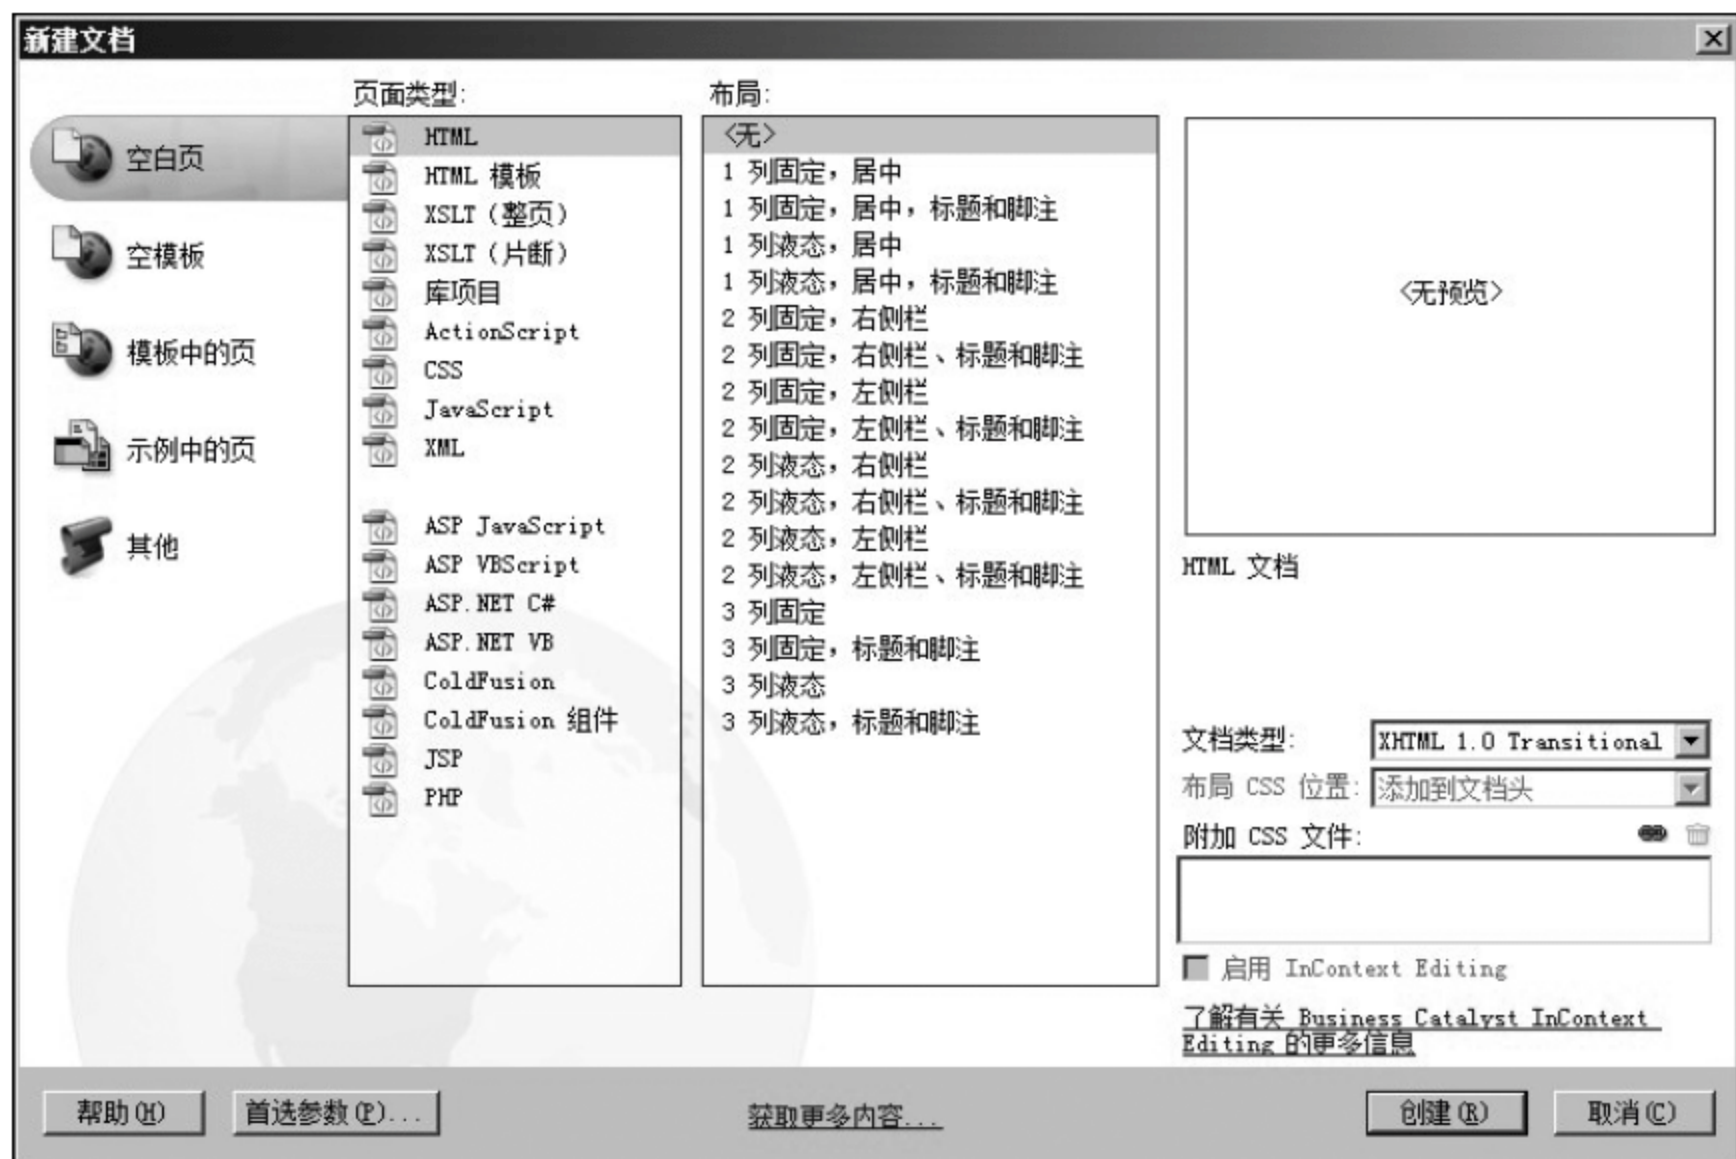 新建文档
空白页
空模板
模板中的页
示例中的页
其他
页面类型:
HTML
HTML 模板
XSLT（整页）
XSLT（片断）
库项目
ActionScript
CSS
JavaScript
XML
ASP JavaScript
ASP VBScript
ASP.NET C#
ASP.NET VB
ColdFusion
ColdFusion 组件
JSP
PHP
布局:
<无>
1 列固定，居中
1 列固定，居中，标题和脚注
1 列液态，居中
1 列液态，居中，标题和脚注
2 列固定，右侧栏
2 列固定，右侧栏、标题和脚注
2 列固定，左侧栏
2 列固定，左侧栏、标题和脚注
2 列液态，右侧栏
2 列液态，右侧栏、标题和脚注
2 列液态，左侧栏
2 列液态，左侧栏、标题和脚注
3 列固定
3 列固定，标题和脚注
3 列液态
3 列液态，标题和脚注
<无预览>
HTML 文档
文档类型: XHTML 1.0 Transitional
布局 CSS 位置: 添加到文档头
附加 CSS 文件:
启用 InContext Editing
了解有关 Business Catalyst InContext
Editing 的更多信息
帮助(H) 首选参数(P)... 获取更多内容... 创建(R) 取消(C)